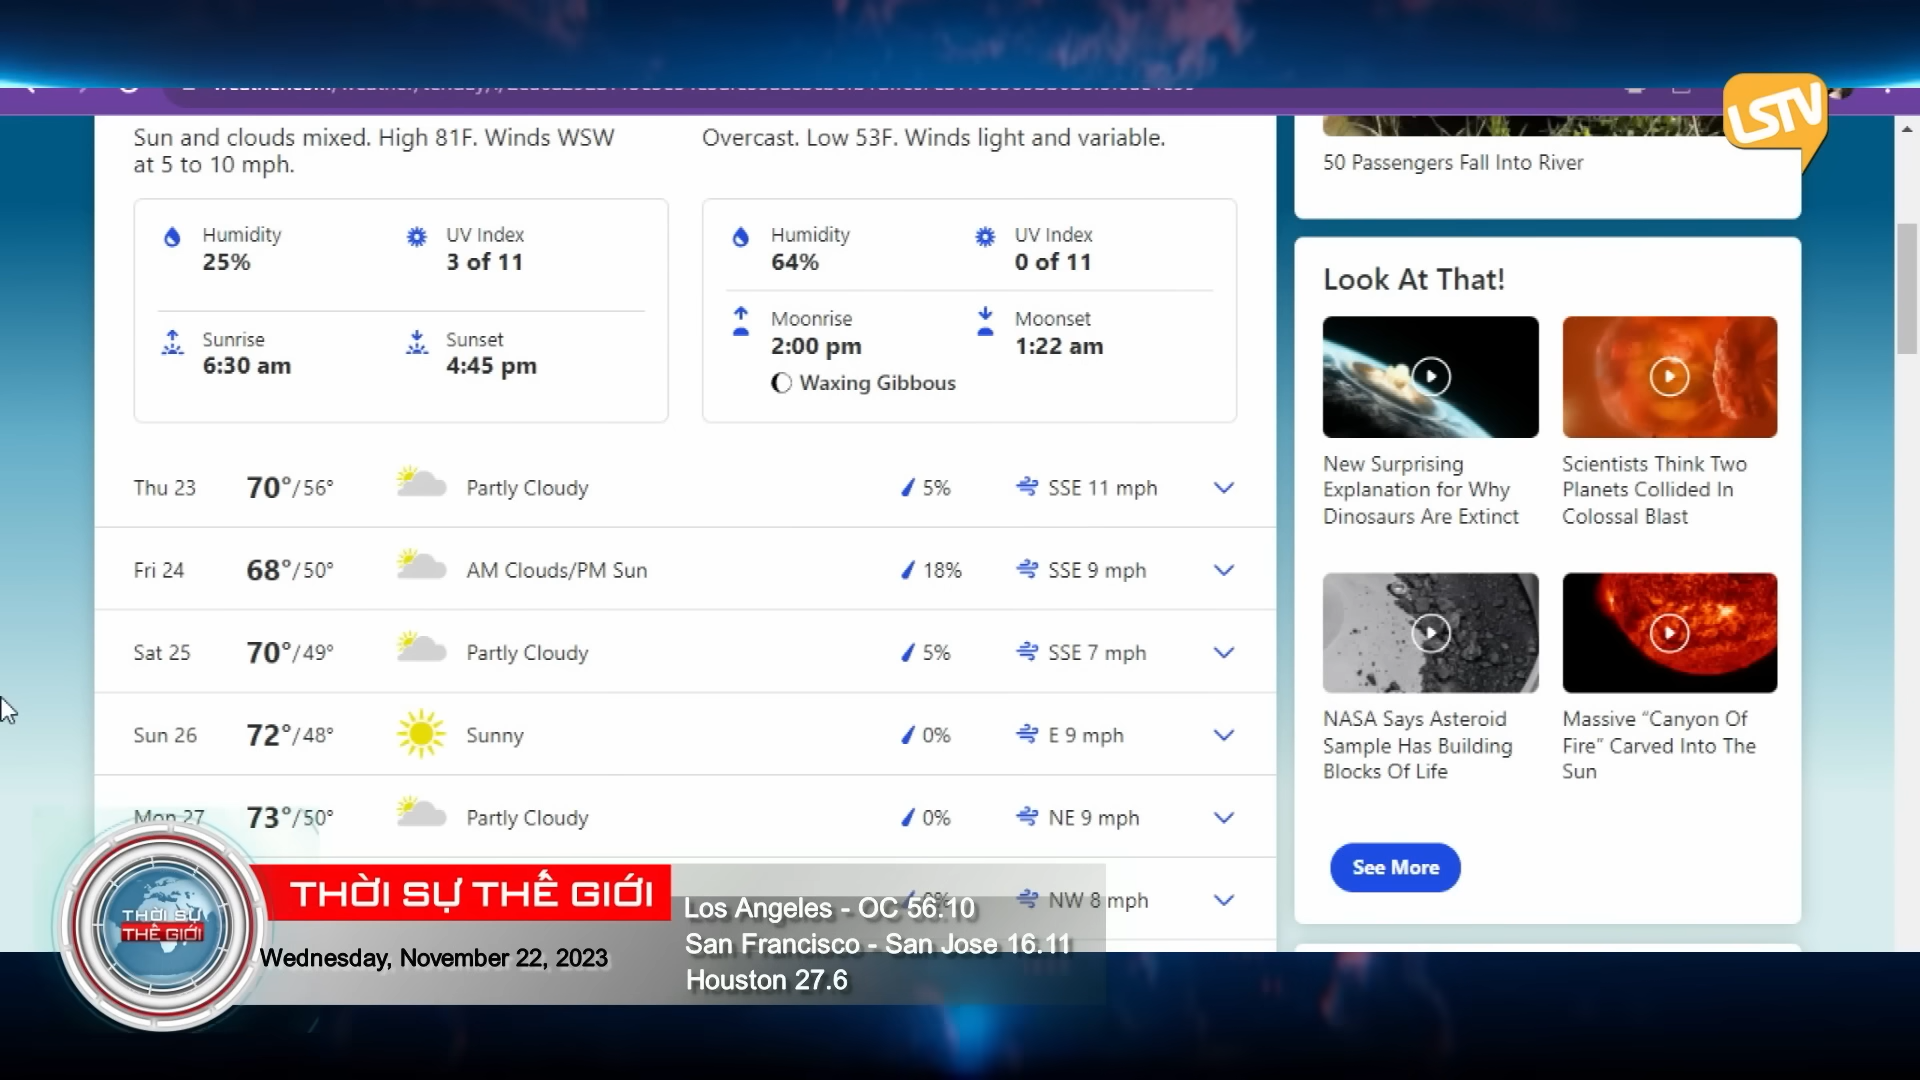 LSTV
Sun and clouds mixed. High 81F. Winds WSW
at 5 to 10 mph.
Humidity
25%
UV Index
3 of 11
Sunrise
6:30 am
Sunset
4:45 pm
Overcast. Low 53F. Winds light and variable.
Humidity
64%
UV Index
0 of 11
Moonrise
2:00 pm
Waxing Gibbous
Moonset
1:22 am
Thu 23 70°/56° Partly Cloudy 5% SSE 11 mph
Fri 24 68°/50° AM Clouds/PM Sun 18% SSE 9 mph
Sat 25 70°/49° Partly Cloudy 5% SSE 7 mph
Sun 26 72°/48° Sunny 0% E 9 mph
Mon 27 73°/50° Partly Cloudy 0% NE 9 mph
NW 8 mph
50 Passengers Fall Into River
Look At That!
New Surprising
Explanation for Why
Dinosaurs Are Extinct
Scientists Think Two
Planets Collided In
Colossal Blast
NASA Says Asteroid
Sample Has Building
Blocks Of Life
Massive “Canyon Of
Fire” Carved Into The
Sun
See More
THỜI SỰ
THẾ GIỚI
THỜI SỰ THẾ GIỚI
Wednesday, November 22, 2023
Los Angeles - OC 56.10
San Francisco - San Jose 16.11
Houston 27.6